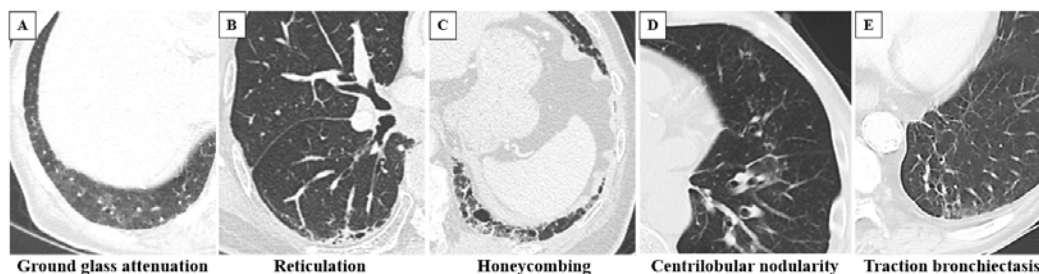 A
B
C
D
E
Ground glass attenuation
Reticulation
Honeycombing
Centrilobular nodularity
Traction bronchiectasis